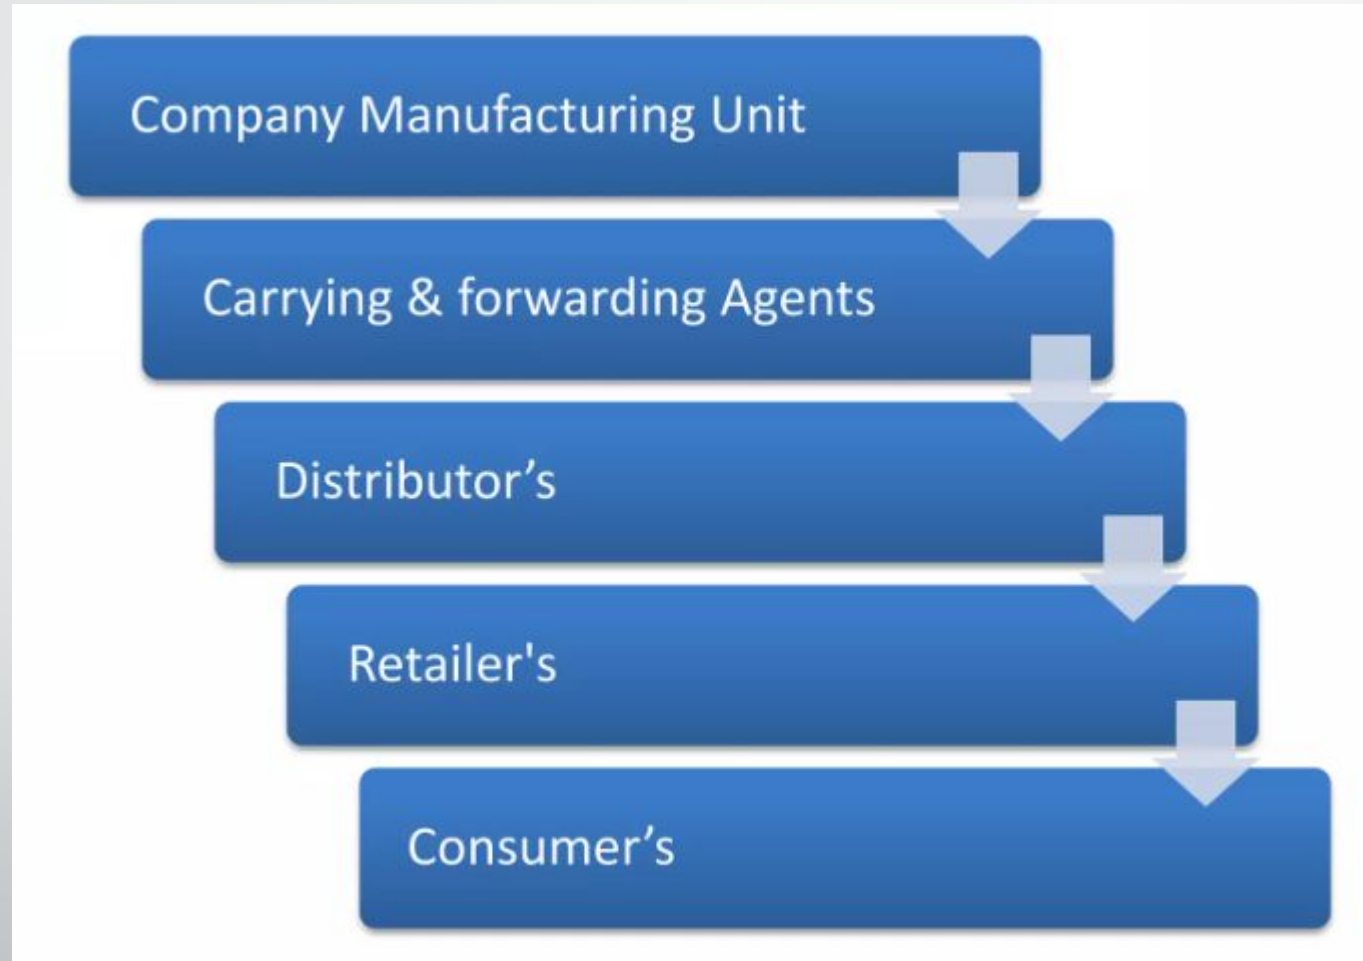 Company Manufacturing Unit
Carrying & forwarding Agents
Distributor’s
Retailer's
Consumer’s